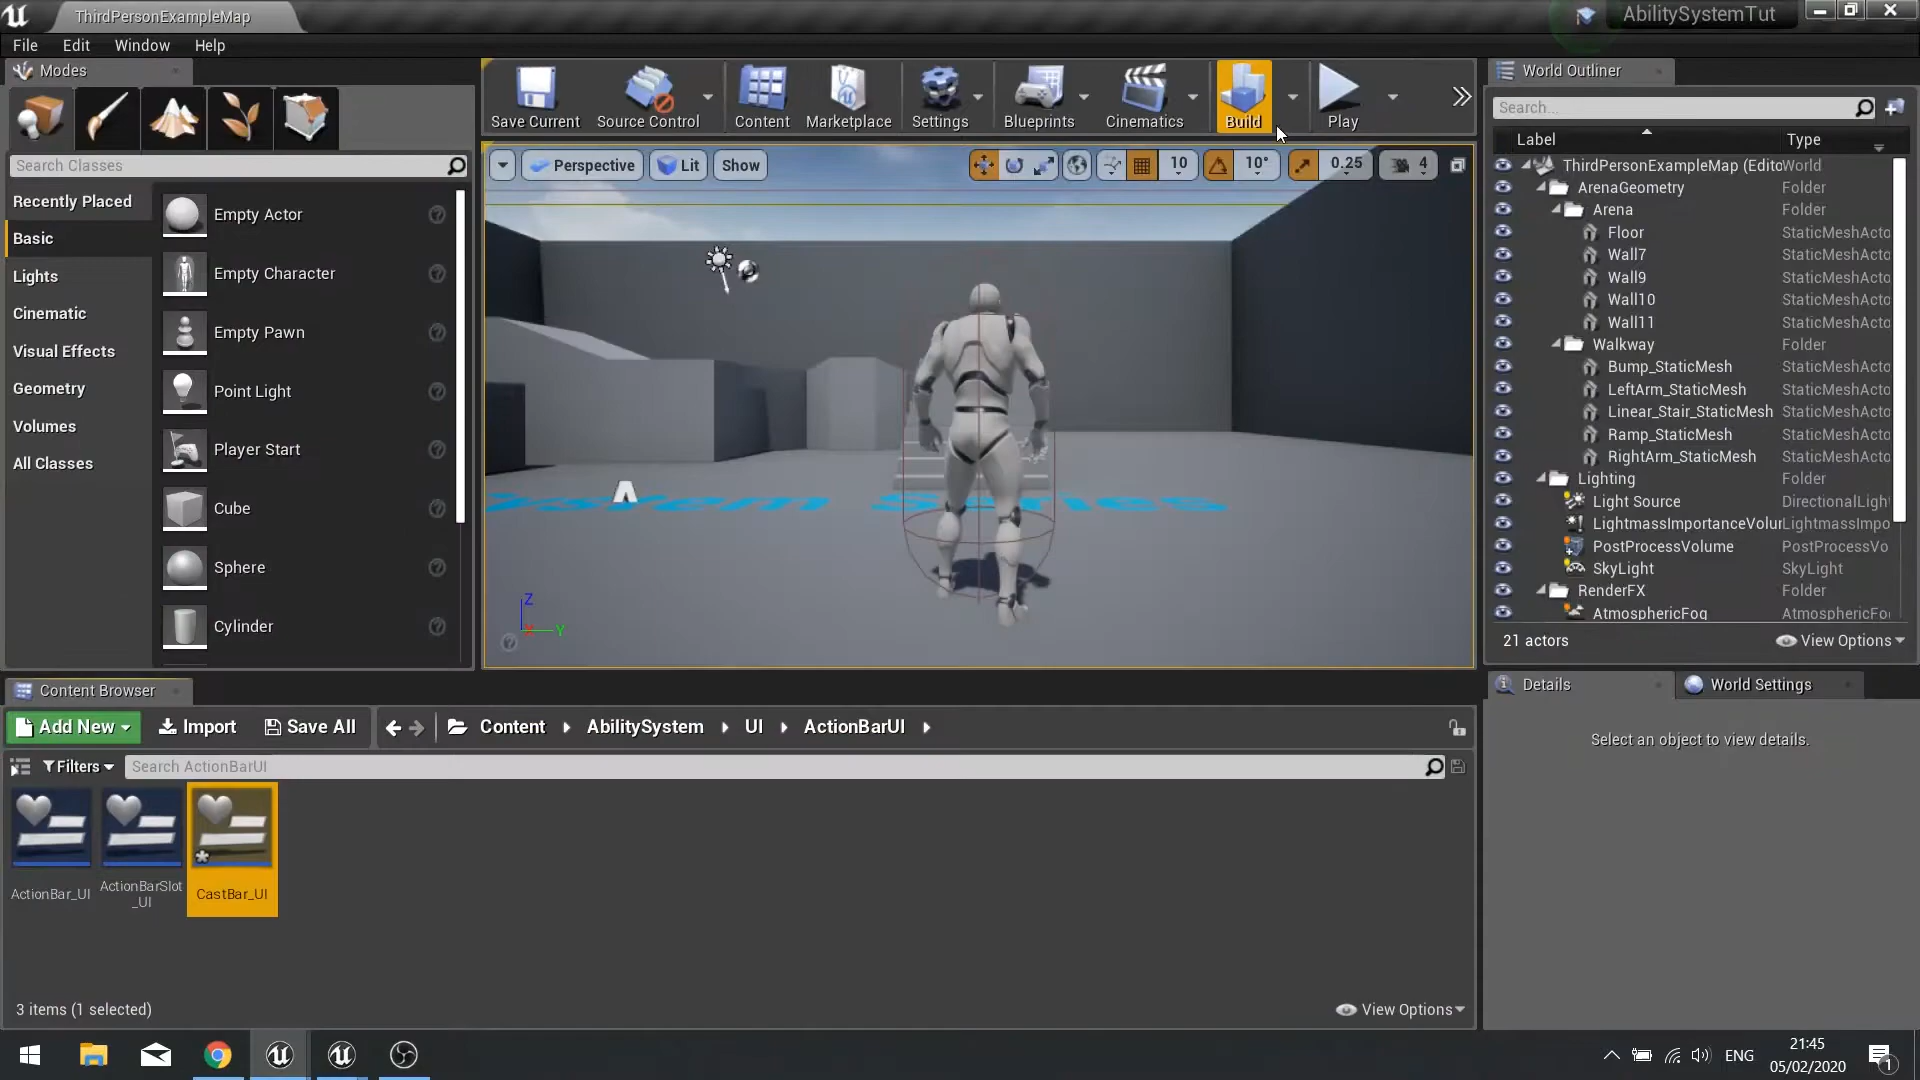 ThirdPersonExampleMap
AbilitySystemTut
File Edit Window Help
Modes
Search Classes
Recently Placed
Basic
Lights
Cinematic
Visual Effects
Geometry
Volumes
All Classes
Empty Actor
Empty Character
Empty Pawn
Point Light
Player Start
Cube
Sphere
Cylinder
Save Current Source Control Content Marketplace Settings Blueprints Cinematics Build Play
Perspective Lit Show 10 10° 0.25 4
System Series
Z
X Y
World Outliner
Search...
Label Type
ThirdPersonExampleMap (Edito World
ArenaGeometry Folder
Arena Folder
Floor StaticMeshActo
Wall7 StaticMeshActo
Wall9 StaticMeshActo
Wall10 StaticMeshActo
Wall11 StaticMeshActo
Walkway Folder
Bump_StaticMesh StaticMeshActo
LeftArm_StaticMesh StaticMeshActo
Linear_Stair_StaticMesh StaticMeshActo
Ramp_StaticMesh StaticMeshActo
RightArm_StaticMesh StaticMeshActo
Lighting Folder
Light Source DirectionalLight
LightmassImportanceVolur LightmassImpo
PostProcessVolume PostProcessVo
SkyLight SkyLight
RenderFX Folder
AtmosphericFog AtmosphericFog
21 actors View Options
Details World Settings
Select an object to view details.
Content Browser
Add New Import Save All Content AbilitySystem UI ActionBarUI
Filters Search ActionBarUI
ActionBar_UI
ActionBarSlot
_UI
CastBar_UI
3 items (1 selected) View Options
ENG
21:45
05/02/2020
1